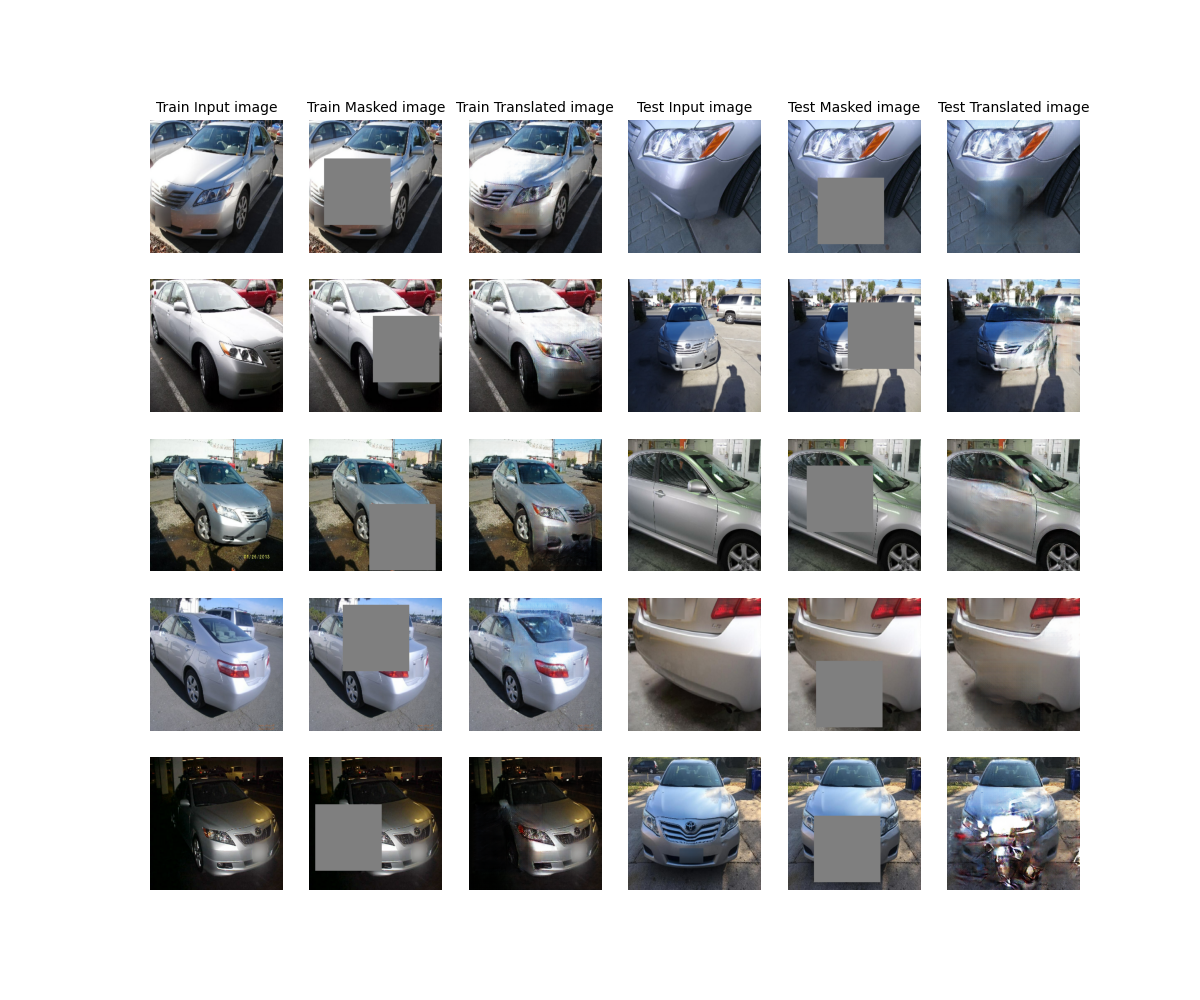 Train Input image
Train Masked image
Train Translated image
Test Input image
Test Masked image
Test Translated image